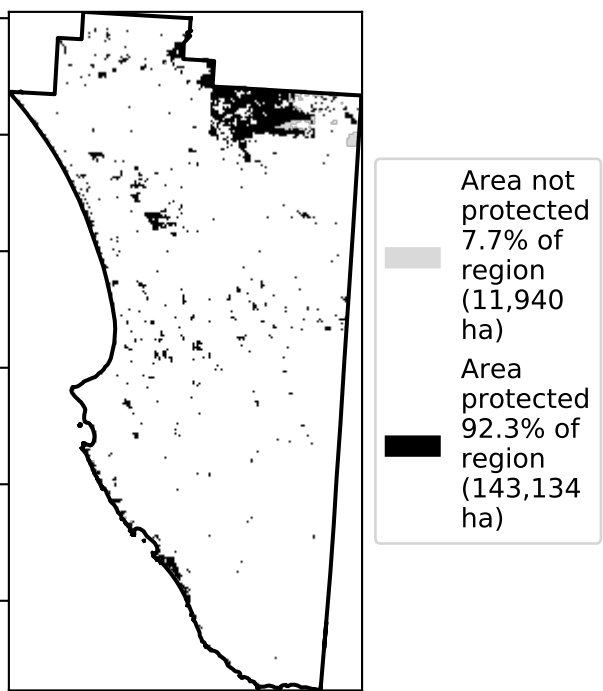 Area not
protected
7.7% of
region
(11,940
ha)
Area
protected
92.3% of
region
(143,134
ha)